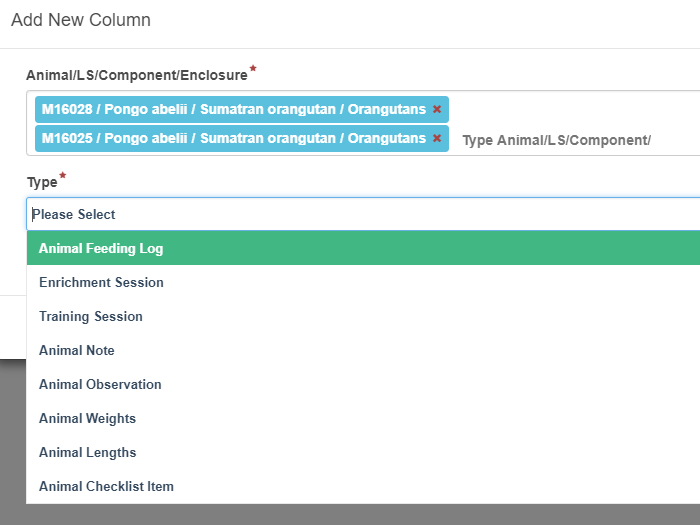 Add New Column
Animal/LS/Component/Enclosure*
M16028 / Pongo abelii / Sumatran orangutan / Orangutans ×
M16025 / Pongo abelii / Sumatran orangutan / Orangutans × Type Animal/LS/Component/
Type*
Please Select
Animal Feeding Log
Enrichment Session
Training Session
Animal Note
Animal Observation
Animal Weights
Animal Lengths
Animal Checklist Item